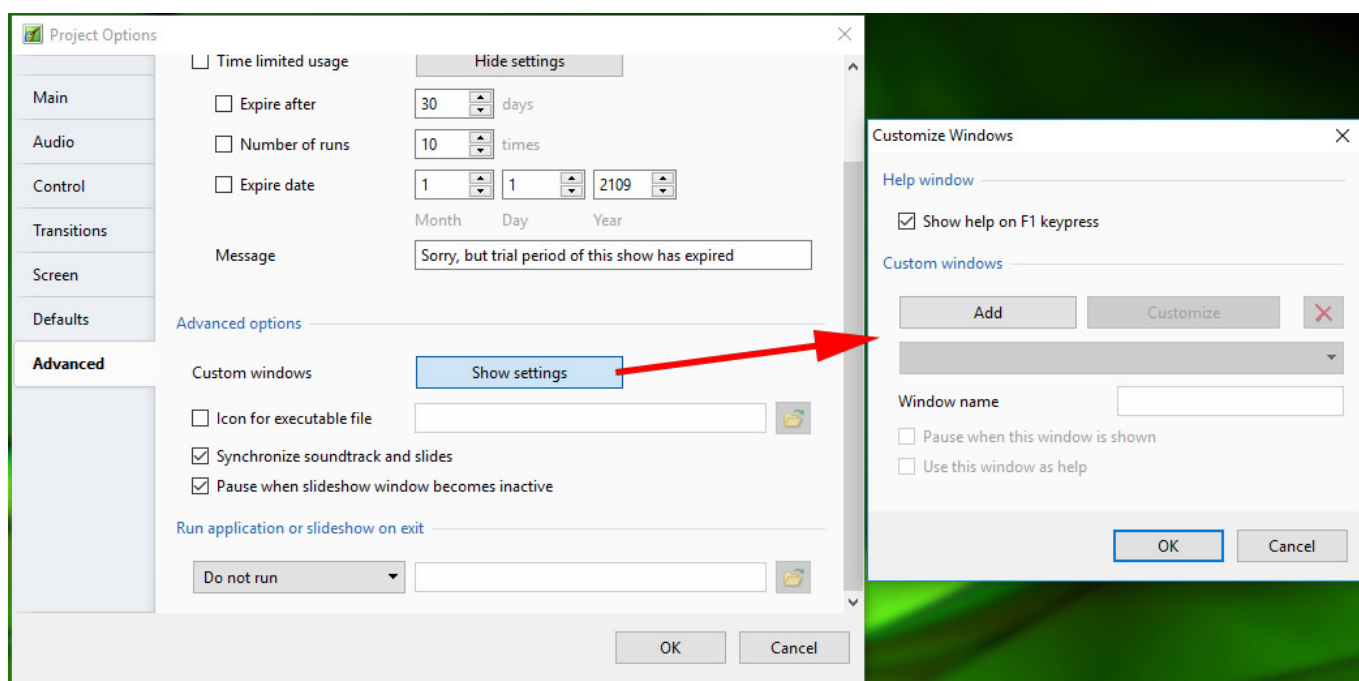 Project Options
Time limited usage Hide settings
Main
Expire after 30 days
Audio
Number of runs 10 times
Control
Expire date 1 1 2109
Month Day Year
Transitions
Message Sorry, but trial period of this show has expired
Screen
Defaults
Advanced options
Advanced
Custom windows Show settings
Icon for executable file
Synchronize soundtrack and slides
Pause when slideshow window becomes inactive
Run application or slideshow on exit
Do not run
OK Cancel
Customize Windows
Help window
Show help on F1 keypress
Custom windows
Add Customize
Window name
Pause when this window is shown
Use this window as help
OK Cancel